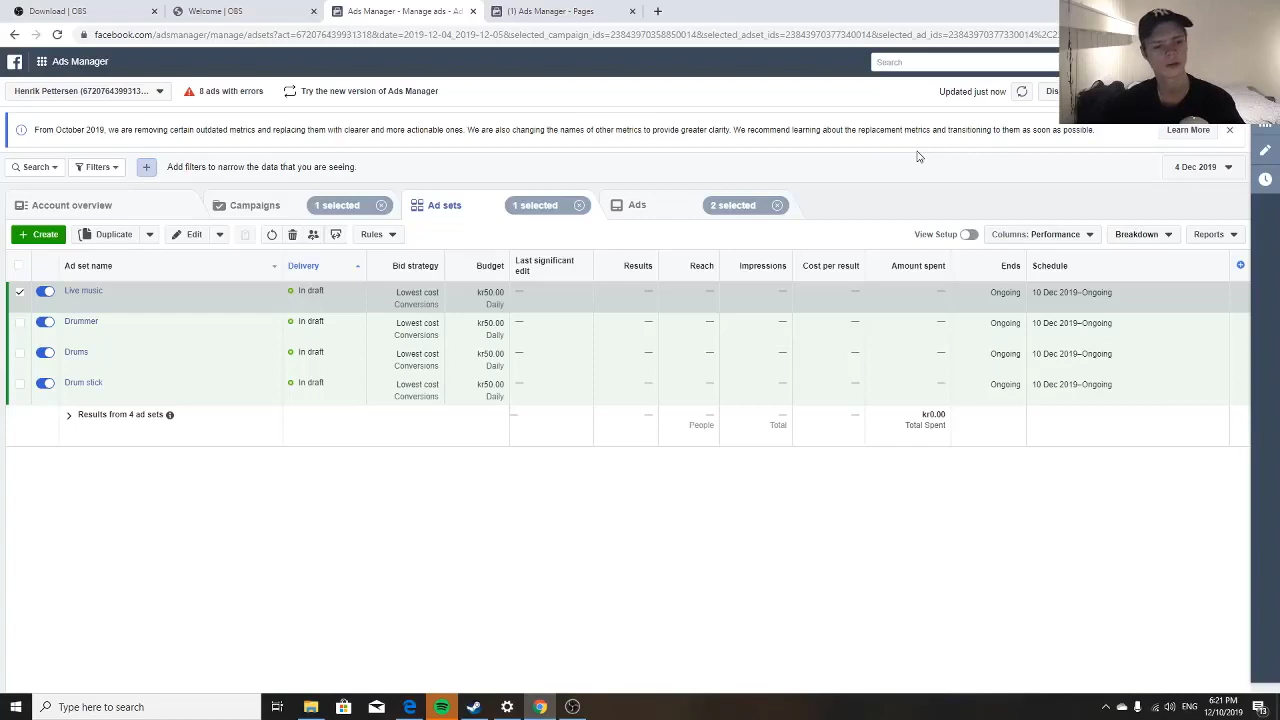 Download | OBS
Welcome | OBS
Ads Manager - Manage ads - Ad
(1) Ads Manager - Pages
facebook.com/adsmanager/manage/adsets?act=672076439931318&date=2019-12-04_2019-12-05&selected_campaign_ids=23843970358850014&selected_adset_ids=23843970377340014&selected_ad_ids=23843970377330014%2C2
Ads Manager
Search
Henrik Pettersen (6720764399313...
8 ads with errors
Try the new version of Ads Manager
Updated just now
Dis
From October 2019, we are removing certain outdated metrics and replacing them with clearer and more actionable ones. We are also changing the names of other metrics to provide greater clarity. We recommend learning about the replacement metrics and transitioning to them as soon as possible.
Learn More
Search
Filters
Add filters to narrow the data that you are seeing.
4 Dec 2019
Account overview
Campaigns
1 selected
Ad sets
1 selected
Ads
2 selected
Create
Duplicate
Edit
Rules
View Setup
Columns: Performance
Breakdown
Reports
Ad set name
Delivery
Bid strategy
Budget
Last significant edit
Results
Reach
Impressions
Cost per result
Amount spent
Ends
Schedule
Live music
In draft
Lowest cost
Conversions
kr50.00
Daily
—
—
—
—
—
—
Ongoing
10 Dec 2019–Ongoing
Drummer
In draft
Lowest cost
Conversions
kr50.00
Daily
—
—
—
—
—
—
Ongoing
10 Dec 2019–Ongoing
Drums
In draft
Lowest cost
Conversions
kr50.00
Daily
—
—
—
—
—
—
Ongoing
10 Dec 2019–Ongoing
Drum stick
In draft
Lowest cost
Conversions
kr50.00
Daily
—
—
—
—
—
—
Ongoing
10 Dec 2019–Ongoing
Results from 4 ad sets
—
—
—
People
—
Total
—
kr0.00
Total Spent
Type here to search
ENG
6:21 PM
12/10/2019
13